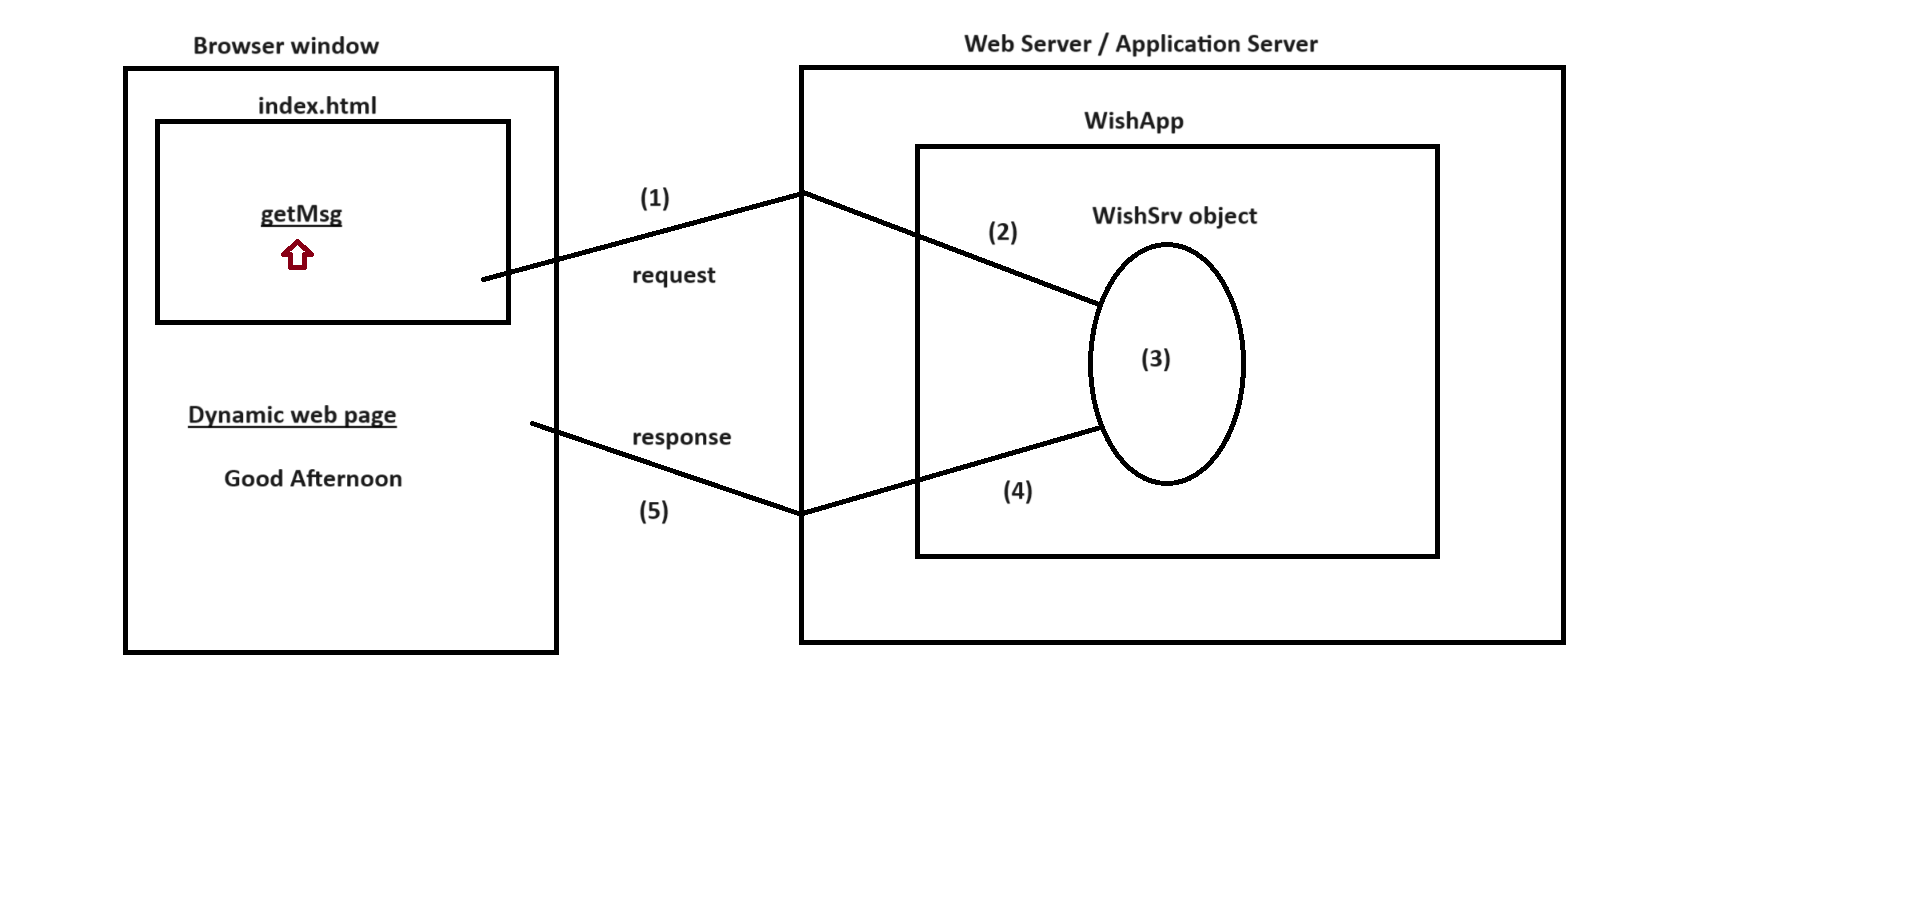 Browser window
index.html
getMsg
(1)
request
Dynamic web page
Good Afternoon
response
(5)
Web Server / Application Server
WishApp
WishSrv object
(2)
(3)
(4)